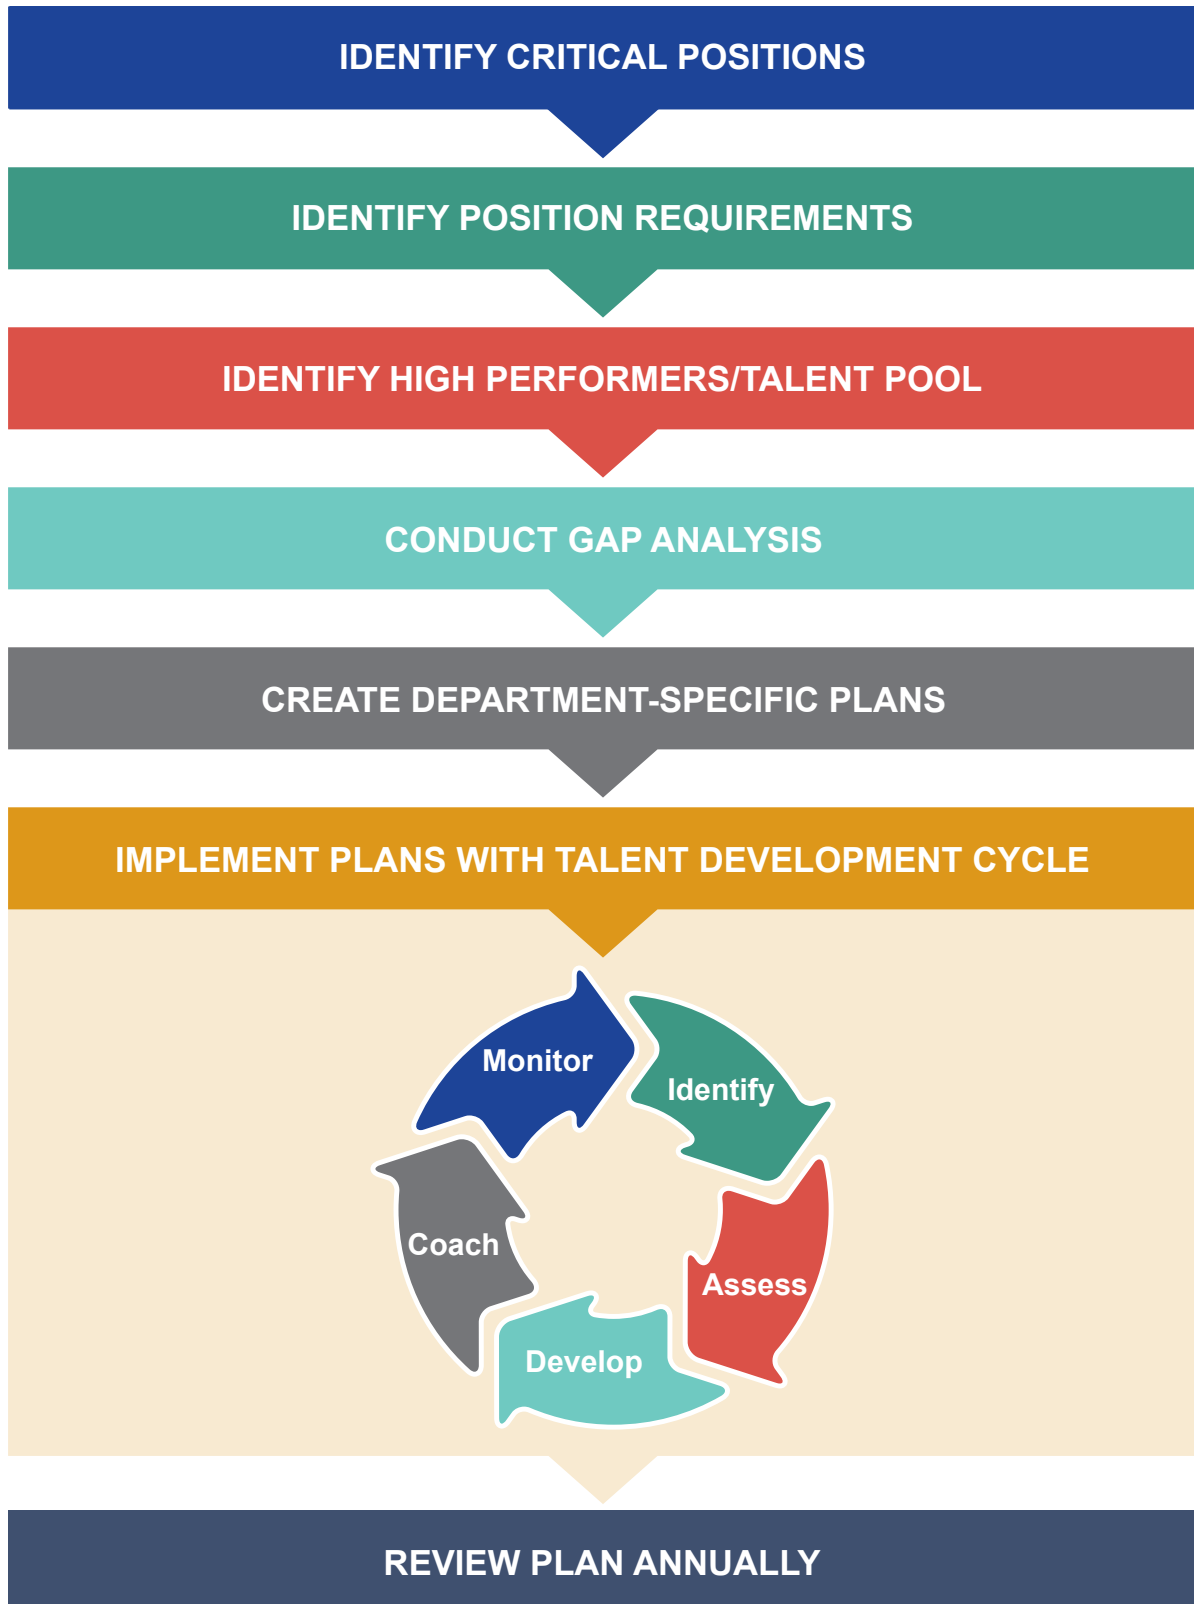 IDENTIFY CRITICAL POSITIONS
IDENTIFY POSITION REQUIREMENTS
IDENTIFY HIGH PERFORMERS/TALENT POOL
CONDUCT GAP ANALYSIS
CREATE DEPARTMENT-SPECIFIC PLANS
IMPLEMENT PLANS WITH TALENT DEVELOPMENT CYCLE
Monitor
Identify
Coach
Assess
Develop
REVIEW PLAN ANNUALLY